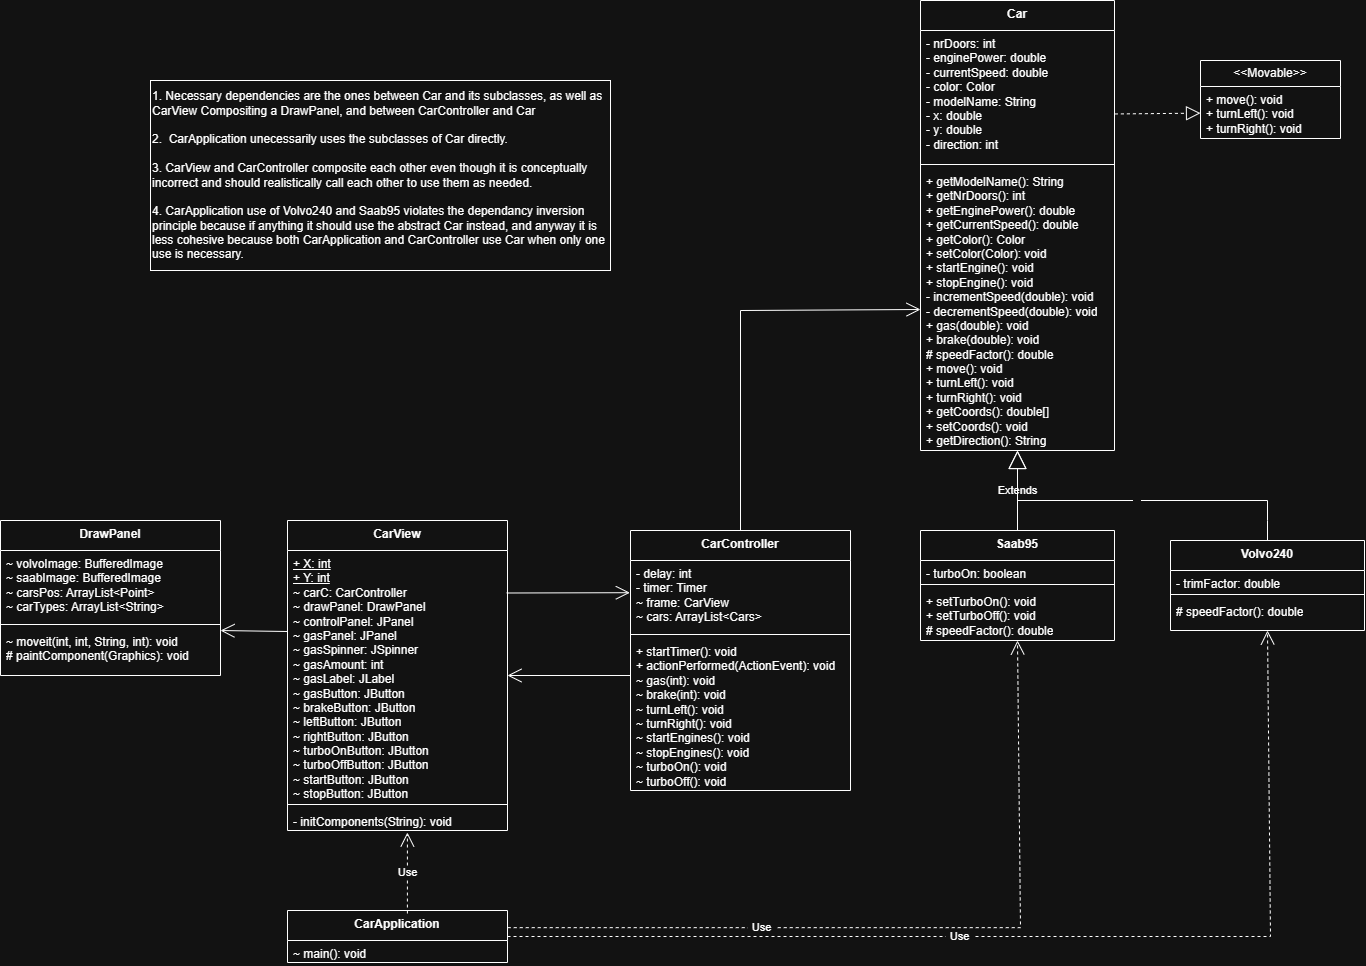 Car
- nrDoors: int
- enginePower: double
- currentSpeed: double
- color: Color
- modelName: String
- x: double
- y: double
- direction: int
+ getModelName(): String
+ getNrDoors(): int
+ getEnginePower(): double
+ getCurrentSpeed(): double
+ getColor(): Color
+ setColor(Color): void
+ startEngine(): void
+ stopEngine(): void
- incrementSpeed(double): void
- decrementSpeed(double): void
+ gas(double): void
+ brake(double): void
# speedFactor(): double
+ move(): void
+ turnLeft(): void
+ turnRight(): void
+ getCoords(): double[]
+ setCoords(): void
+ getDirection(): String
<<Movable>>
+ move(): void
+ turnLeft(): void
+ turnRight(): void
1. Necessary dependencies are the ones between Car and its subclasses, as well as
CarView Compositing a DrawPanel, and between CarController and Car
2. CarApplication unecessarily uses the subclasses of Car directly.
3. CarView and CarController composite each other even though it is conceptually
incorrect and should realistically call each other to use them as needed.
4. CarApplication use of Volvo240 and Saab95 violates the dependancy inversion
principle because if anything it should use the abstract Car instead, and anyway it is
less cohesive because both CarApplication and CarController use Car when only one
use is necessary.
Extends
DrawPanel
~ volvoImage: BufferedImage
~ saabImage: BufferedImage
~ carsPos: ArrayList<Point>
~ carTypes: ArrayList<String>
~ moveit(int, int, String, int): void
# paintComponent(Graphics): void
CarView
+ X: int
+ Y: int
~ carC: CarController
~ drawPanel: DrawPanel
~ controlPanel: JPanel
~ gasPanel: JPanel
~ gasSpinner: JSpinner
~ gasAmount: int
~ gasLabel: JLabel
~ gasButton: JButton
~ brakeButton: JButton
~ leftButton: JButton
~ rightButton: JButton
~ turboOnButton: JButton
~ turboOffButton: JButton
~ startButton: JButton
~ stopButton: JButton
- initComponents(String): void
CarController
- delay: int
- timer: Timer
~ frame: CarView
~ cars: ArrayList<Cars>
+ startTimer(): void
+ actionPerformed(ActionEvent): void
~ gas(int): void
~ brake(int): void
~ turnLeft(): void
~ turnRight(): void
~ startEngines(): void
~ stopEngines(): void
~ turboOn(): void
~ turboOff(): void
Saab95
- turboOn: boolean
+ setTurboOn(): void
+ setTurboOff(): void
# speedFactor(): double
Volvo240
- trimFactor: double
# speedFactor(): double
Use
CarApplication
~ main(): void
Use
Use